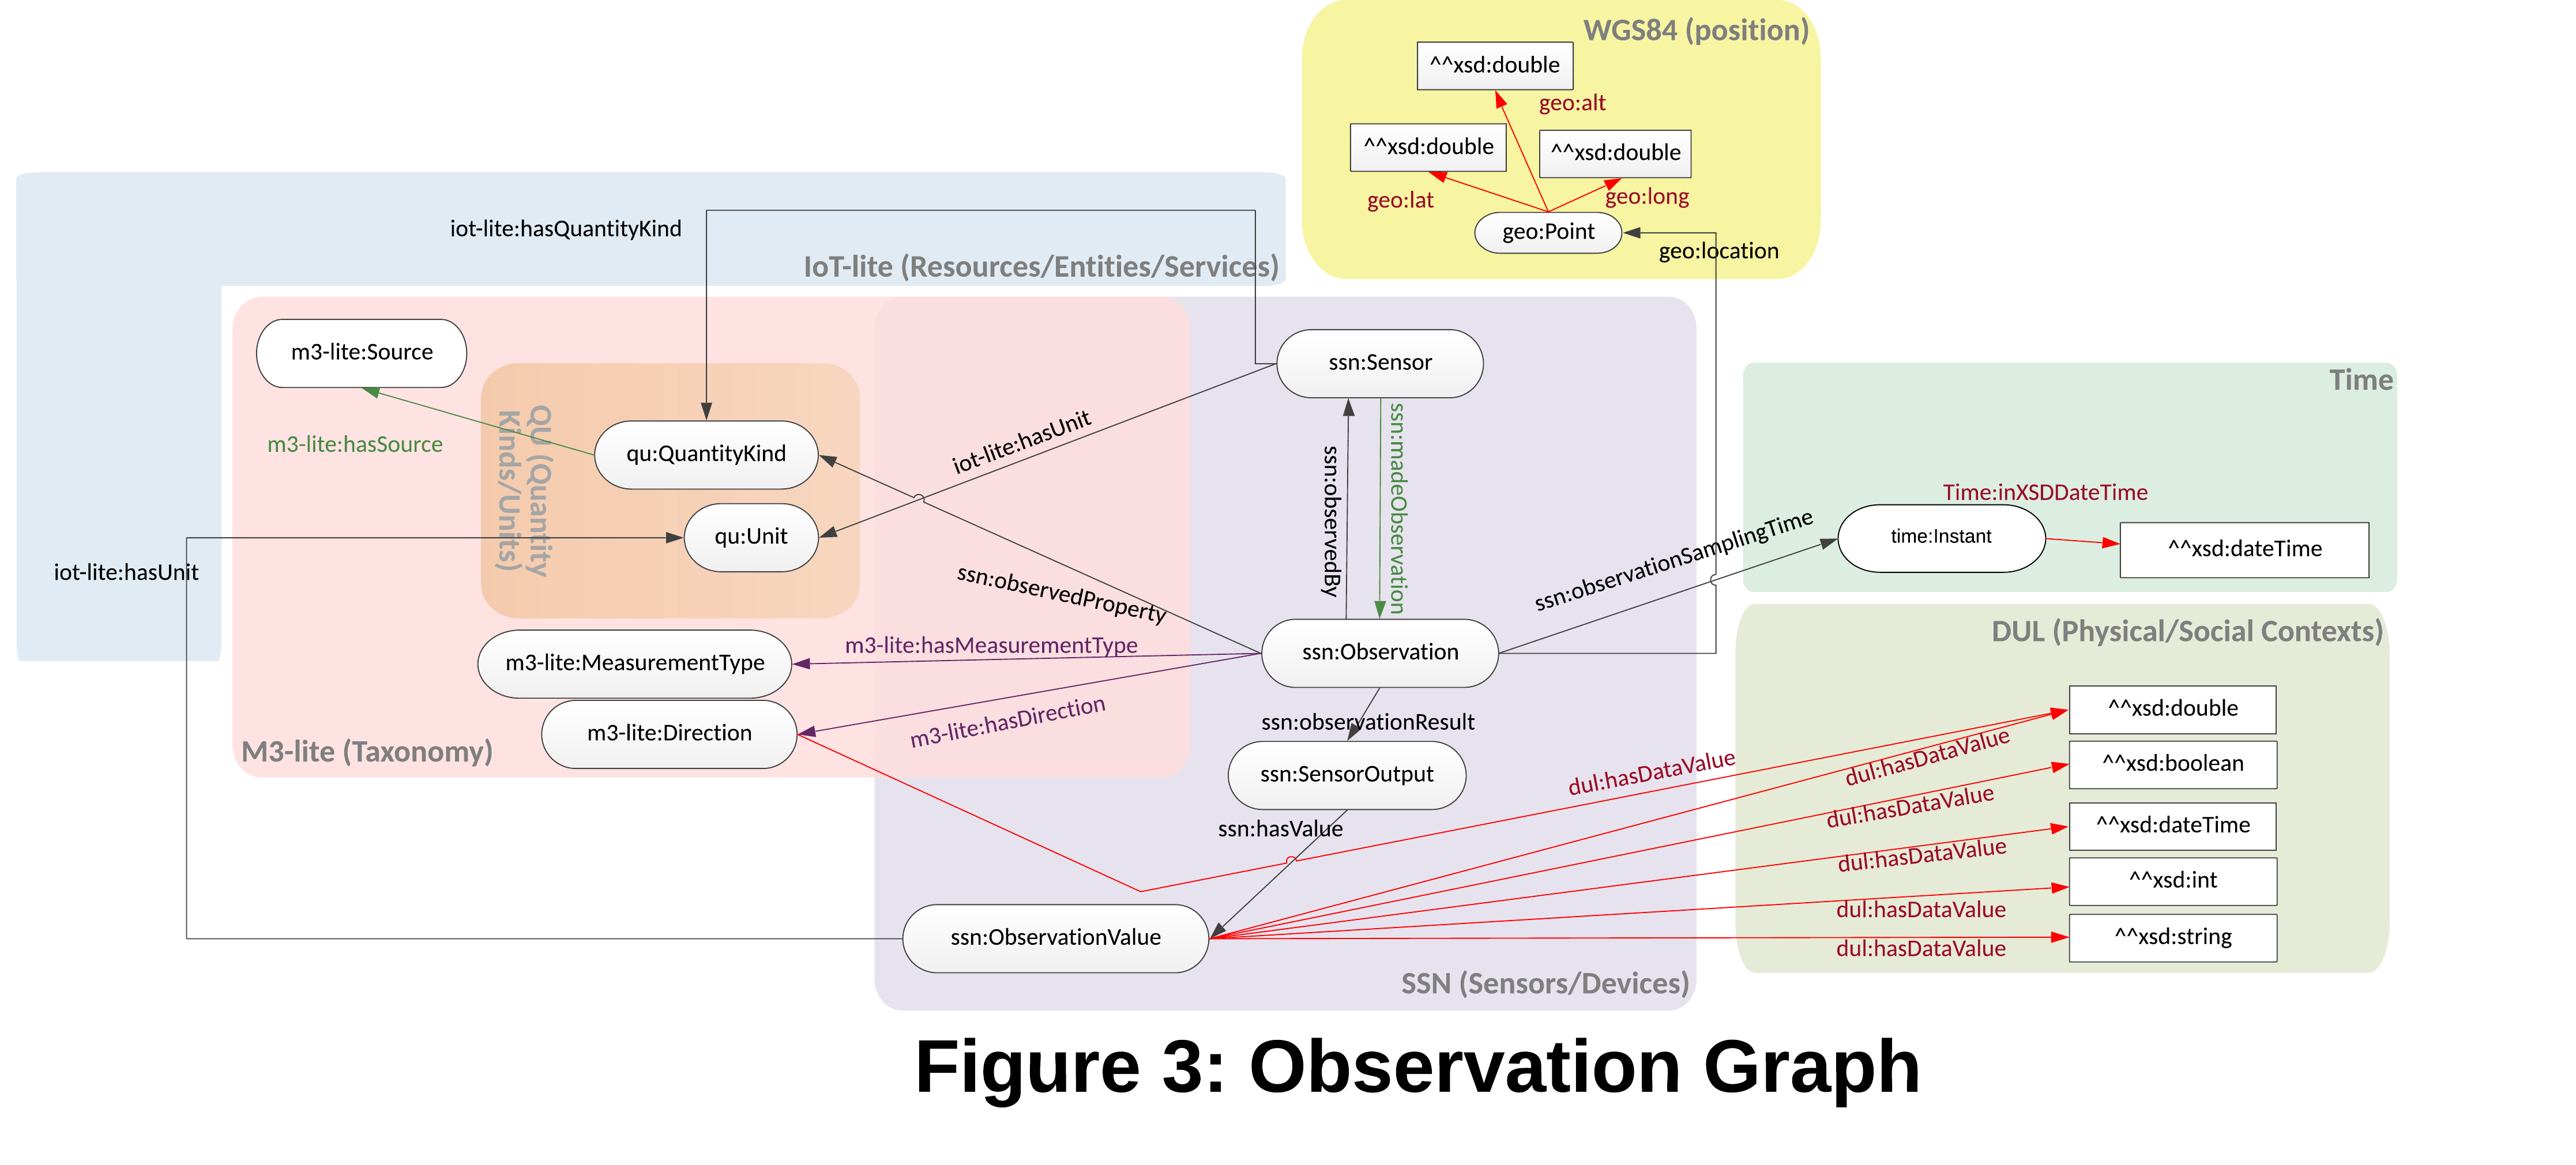 WGS84 (position)
^^xsd:double
geo:alt
^^xsd:double
^^xsd:double
geo:lat
geo:long
geo:Point
geo:location
iot-lite:hasQuantityKind
IoT-lite (Resources/Entities/Services)
m3-lite:Source
ssn:Sensor
Time
m3-lite:hasSource
QU (Quantity
Kinds/Units)
qu:QuantityKind
iot-lite:hasUnit
ssn:observedBy
ssn:madeObservation
Time:inXSDDateTime
qu:Unit
time:Instant
^^xsd:dateTime
iot-lite:hasUnit
ssn:observedProperty
ssn:observationSamplingTime
DUL (Physical/Social Contexts)
m3-lite:MeasurementType
m3-lite:hasMeasurementType
ssn:Observation
m3-lite:Direction
m3-lite:hasDirection
ssn:observationResult
^^xsd:double
M3-lite (Taxonomy)
ssn:SensorOutput
dul:hasDataValue
dul:hasDataValue
^^xsd:boolean
ssn:hasValue
dul:hasDataValue
^^xsd:dateTime
dul:hasDataValue
^^xsd:int
dul:hasDataValue
ssn:ObservationValue
^^xsd:string
dul:hasDataValue
SSN (Sensors/Devices)
Figure 3: Observation Graph